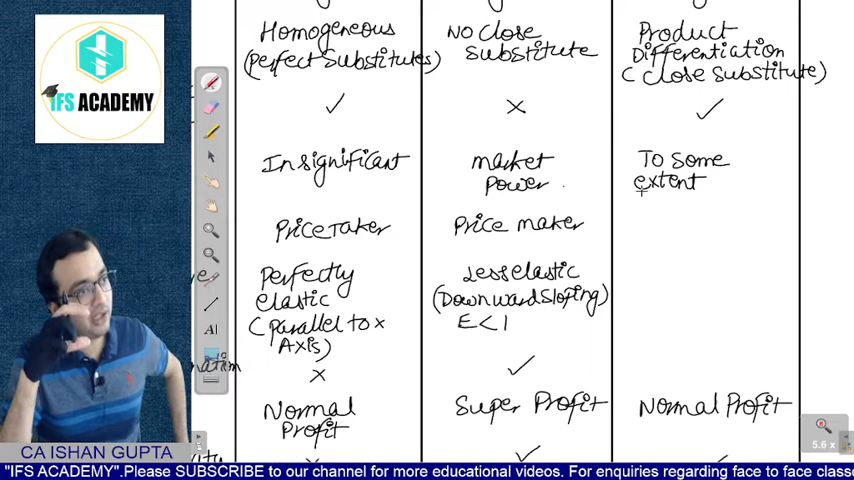 Homogeneous
(Perfect Substitutes)
NO Close
Substitute
Product
Differentiation
( Close Substitute)
IFS ACADEMY
Insignificant
market
Power
To Some
extent
Price Taker
Price maker
Perfectly
elastic
( Parallel to x
Axis)
Less elastic
(Downward Sloping)
E < 1
Normal
Profit
Super Profit
Normal Profit
5.6 x
CA ISHAN GUPTA
"IFS ACADEMY".Please SUBSCRIBE to our channel for more educational videos. For enquiries regarding face to face classe